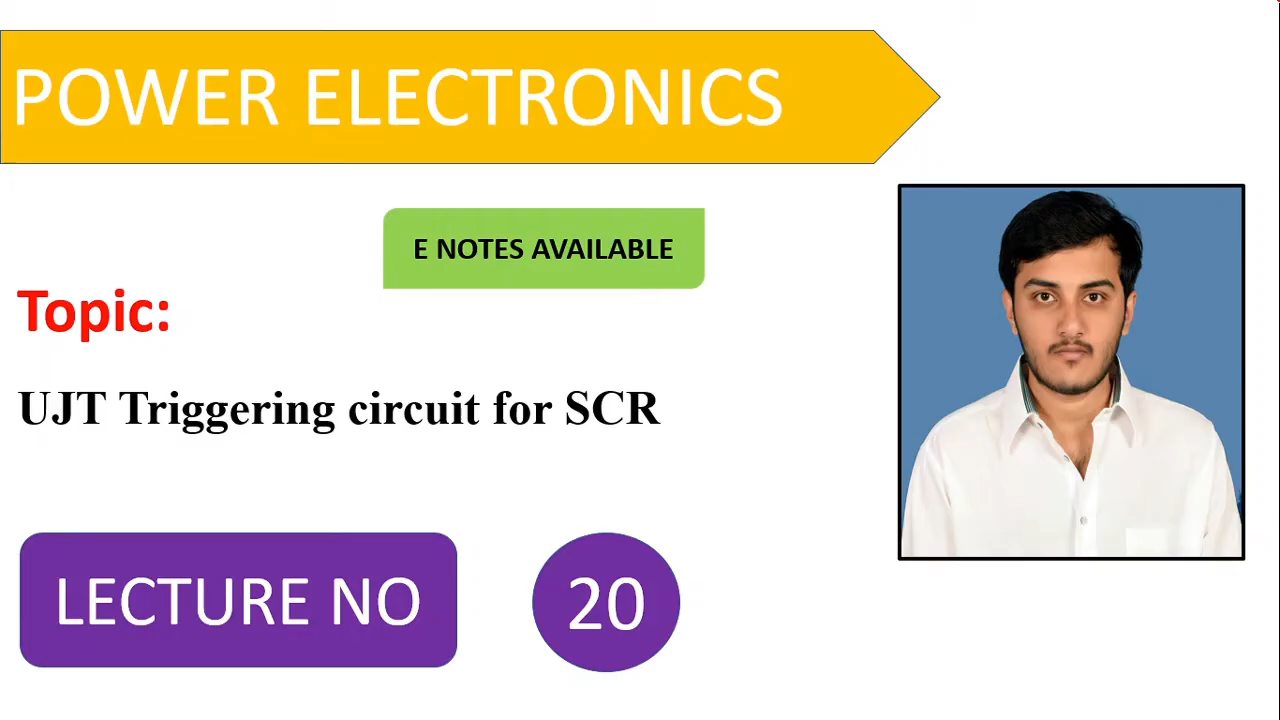 POWER ELECTRONICS
E NOTES AVAILABLE
Topic:
UJT Triggering circuit for SCR
LECTURE NO
20